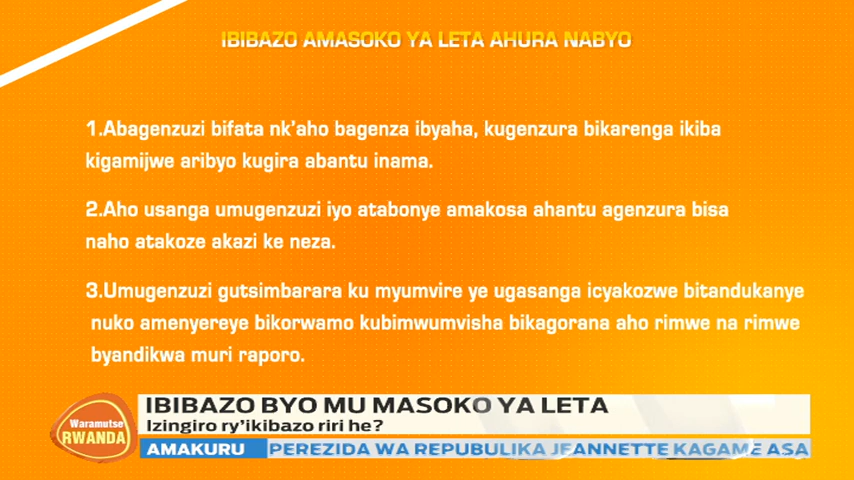 IBIBAZO AMASOKO YA LETA AHURA NABYO
1.Abagenzuzi bifata nk'aho bagenza ibyaha, kugenzura bikarenga ikiba
kigamijwe aribyo kugira abantu inama.
2.Aho usanga umugenzuzi iyo atabonye amakosa ahantu agenzura bisa
naho atakoze akazi ke neza.
3.Umugenzuzi gutsimbarara ku myumvire ye ugasanga icyakozwe bitandukanye
nuko amenyereye bikorwamo kubimwumvisha bikagorana aho rimwe na rimwe
byandikwa muri raporo.
IBIBAZO BYO MU MASOKO YA LETA
Izingiro ry'ikibazo riri he?
Waramutse
RWANDA
AMAKURU PEREZIDA WA REPUBULIKA JEANNETTE KAGAME ASA